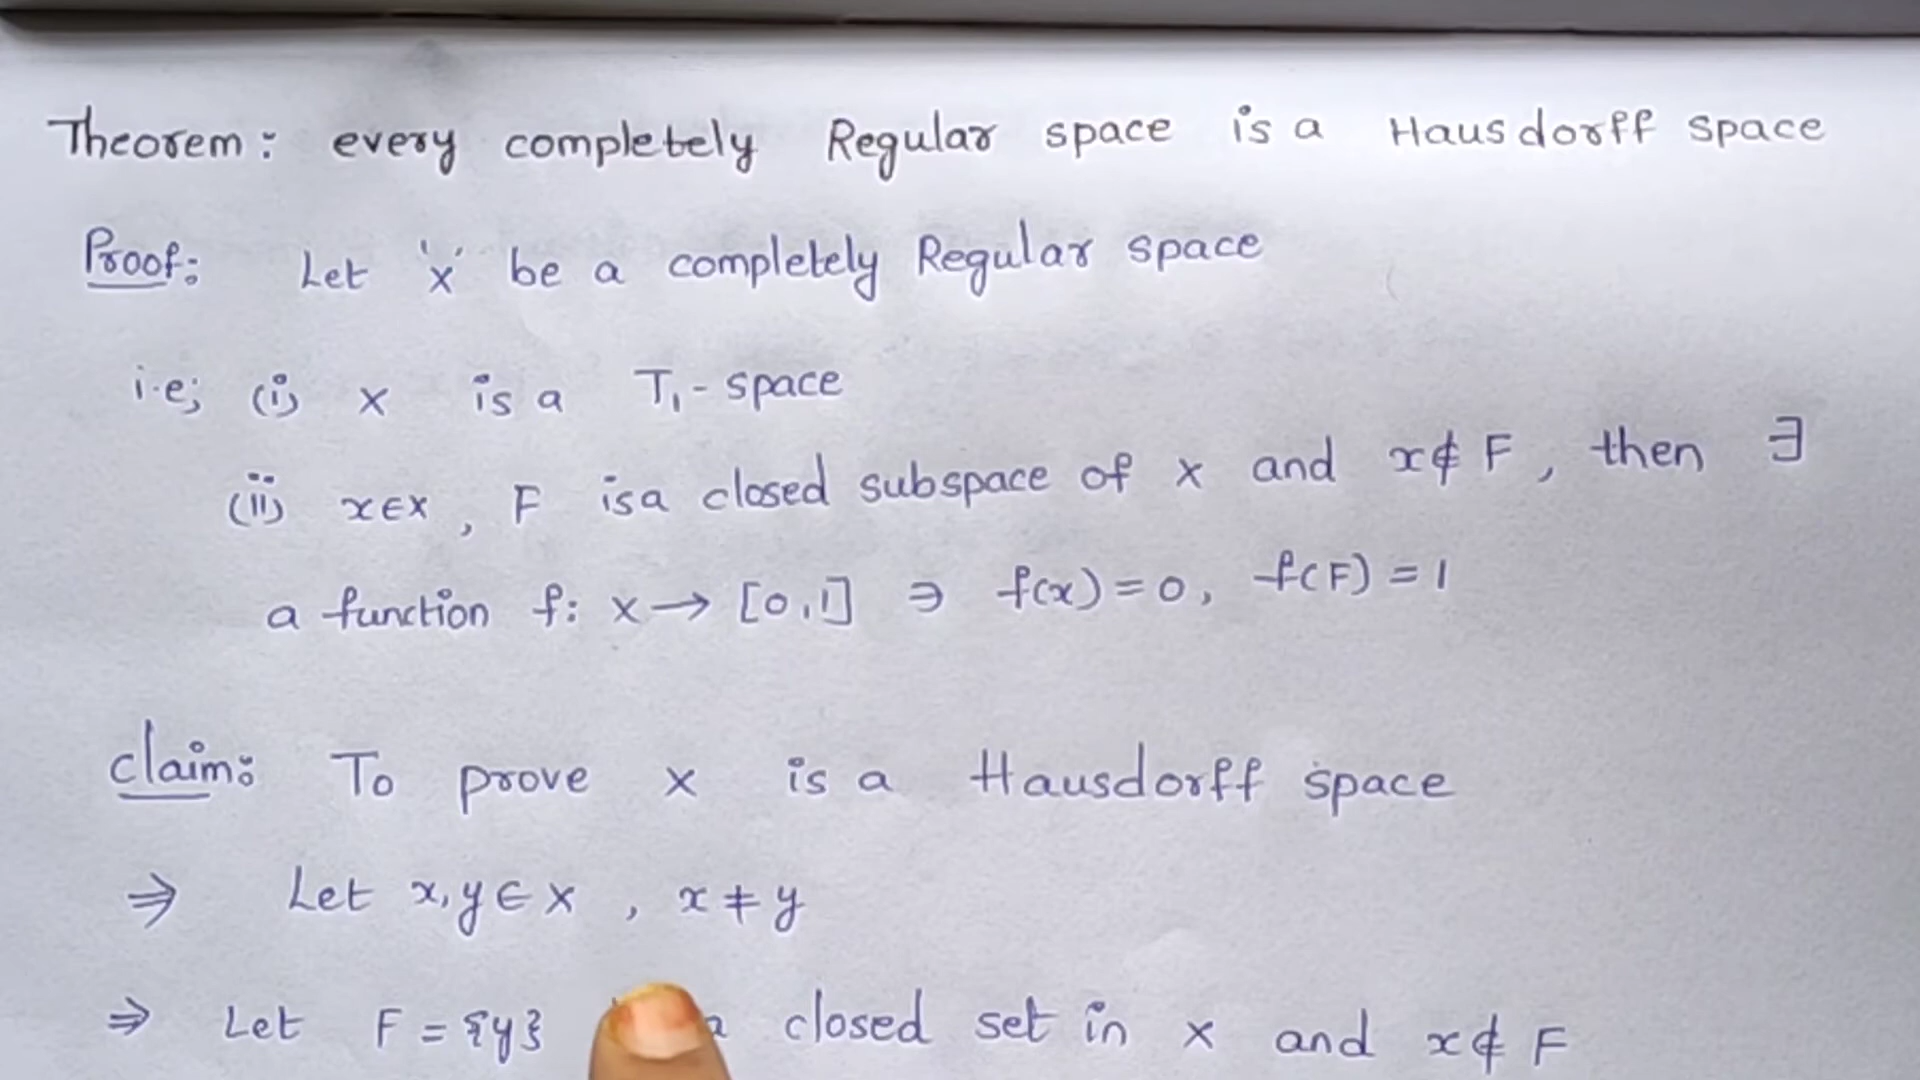 Theorem: every completely Regular space is a Hausdorff space
Proof: Let 'X' be a completely Regular space
i.e; (i) X is a T₁-space
(ii) x∈X, F is a closed subspace of X and x∉F, then ∃
a function f: X→[0,1] ∋ f(x)=0, f(F)=1
Claim: To prove X is a Hausdorff space
⇒ Let x,y∈X, x≠y
⇒ Let F={y} a closed set in X and x∉F